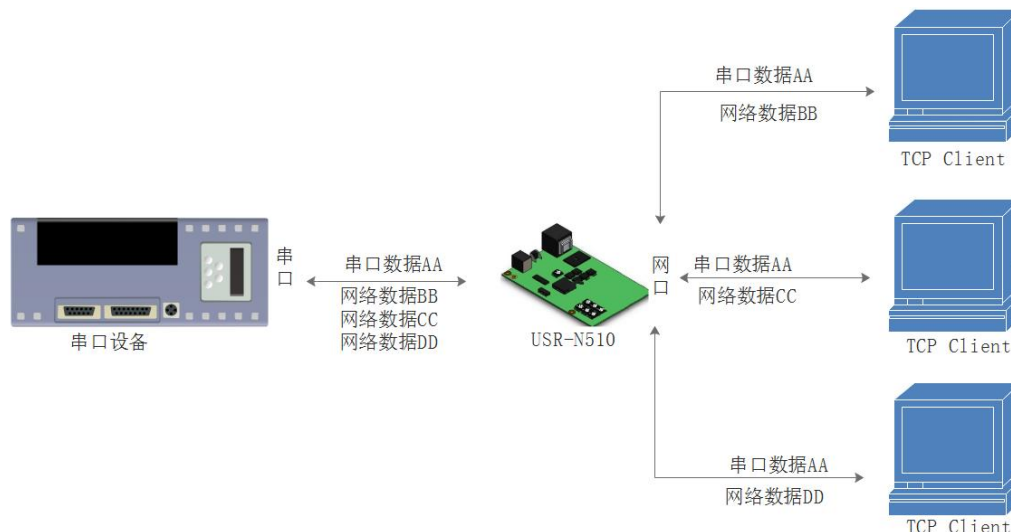 串口数据AA
网络数据BB
TCP Client
串口
串口数据AA
网络数据BB
网络数据CC
网络数据DD
串口设备
USR-N510
网口
串口数据AA
网络数据CC
TCP Client
串口数据AA
网络数据DD
TCP Client